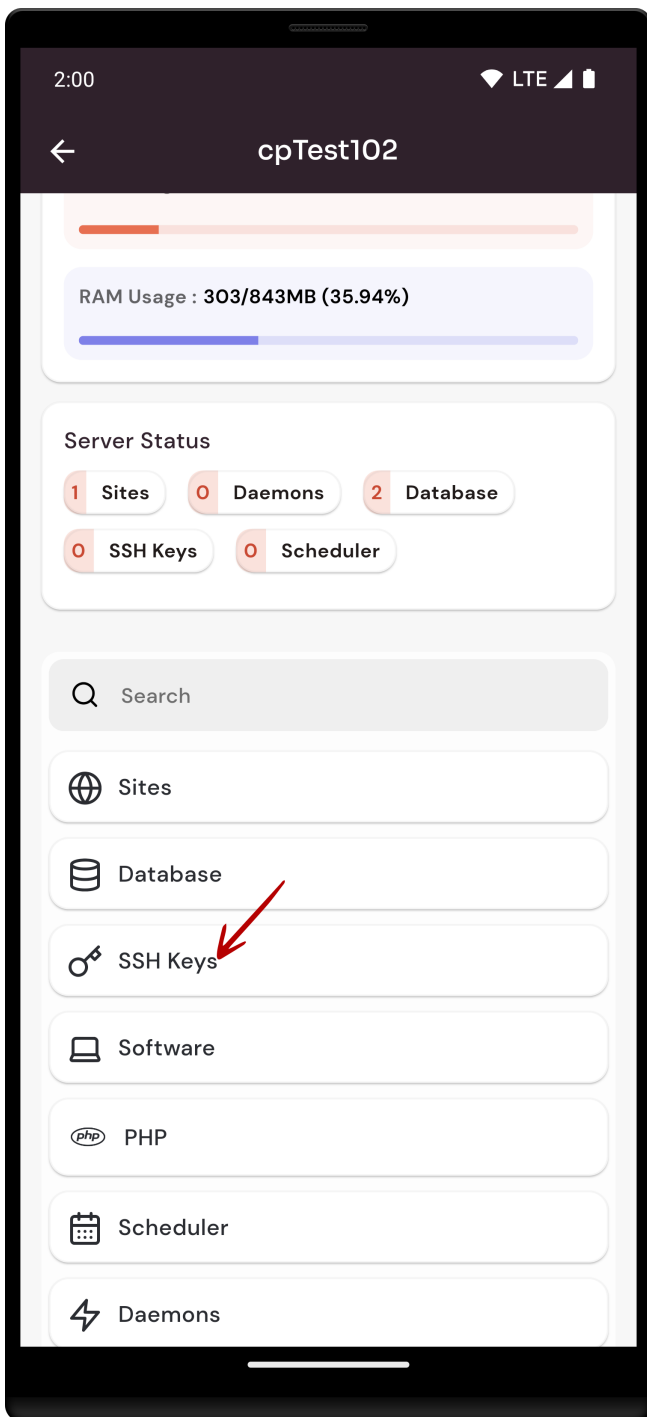 2:00 LTE
cpTest102
RAM Usage : 303/843MB (35.94%)
Server Status
1 Sites 0 Daemons 2 Database
0 SSH Keys 0 Scheduler
Search
Sites
Database
SSH Keys
Software
php PHP
Scheduler
Daemons